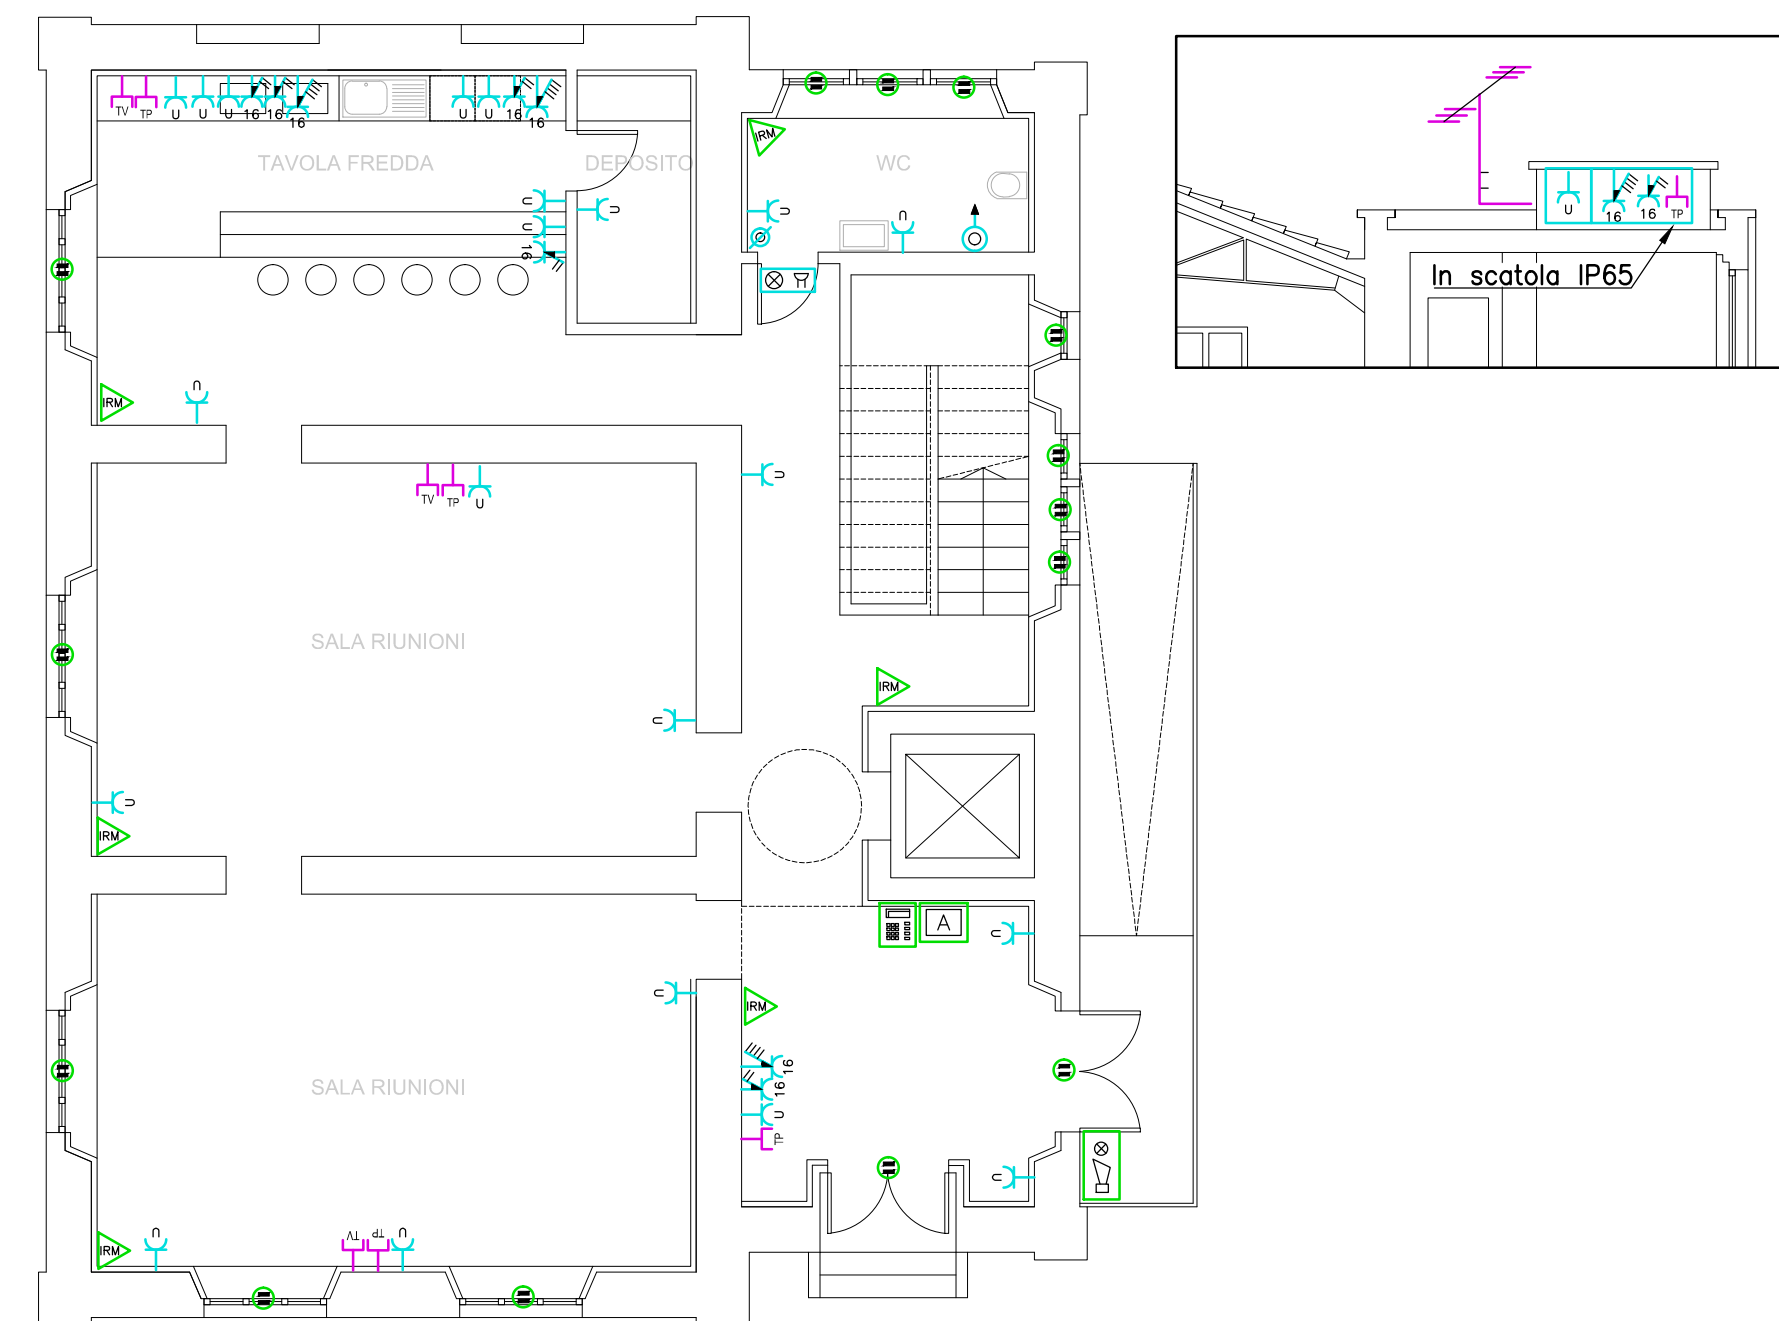 TV TP U U U 16 16 16 U U 16 16
TAVOLA FREDDA
DEPOSITO
IRM
WC
U
U
U
U
16
U
U
U 16 16 TP
In scatola IP65
IRM
U
TV TP U
U
SALA RIUNIONI
IRM
U
U
IRM
A
U
U
IRM
SALA RIUNIONI
16
16
U
TP
U
IRM
U
TV TP U